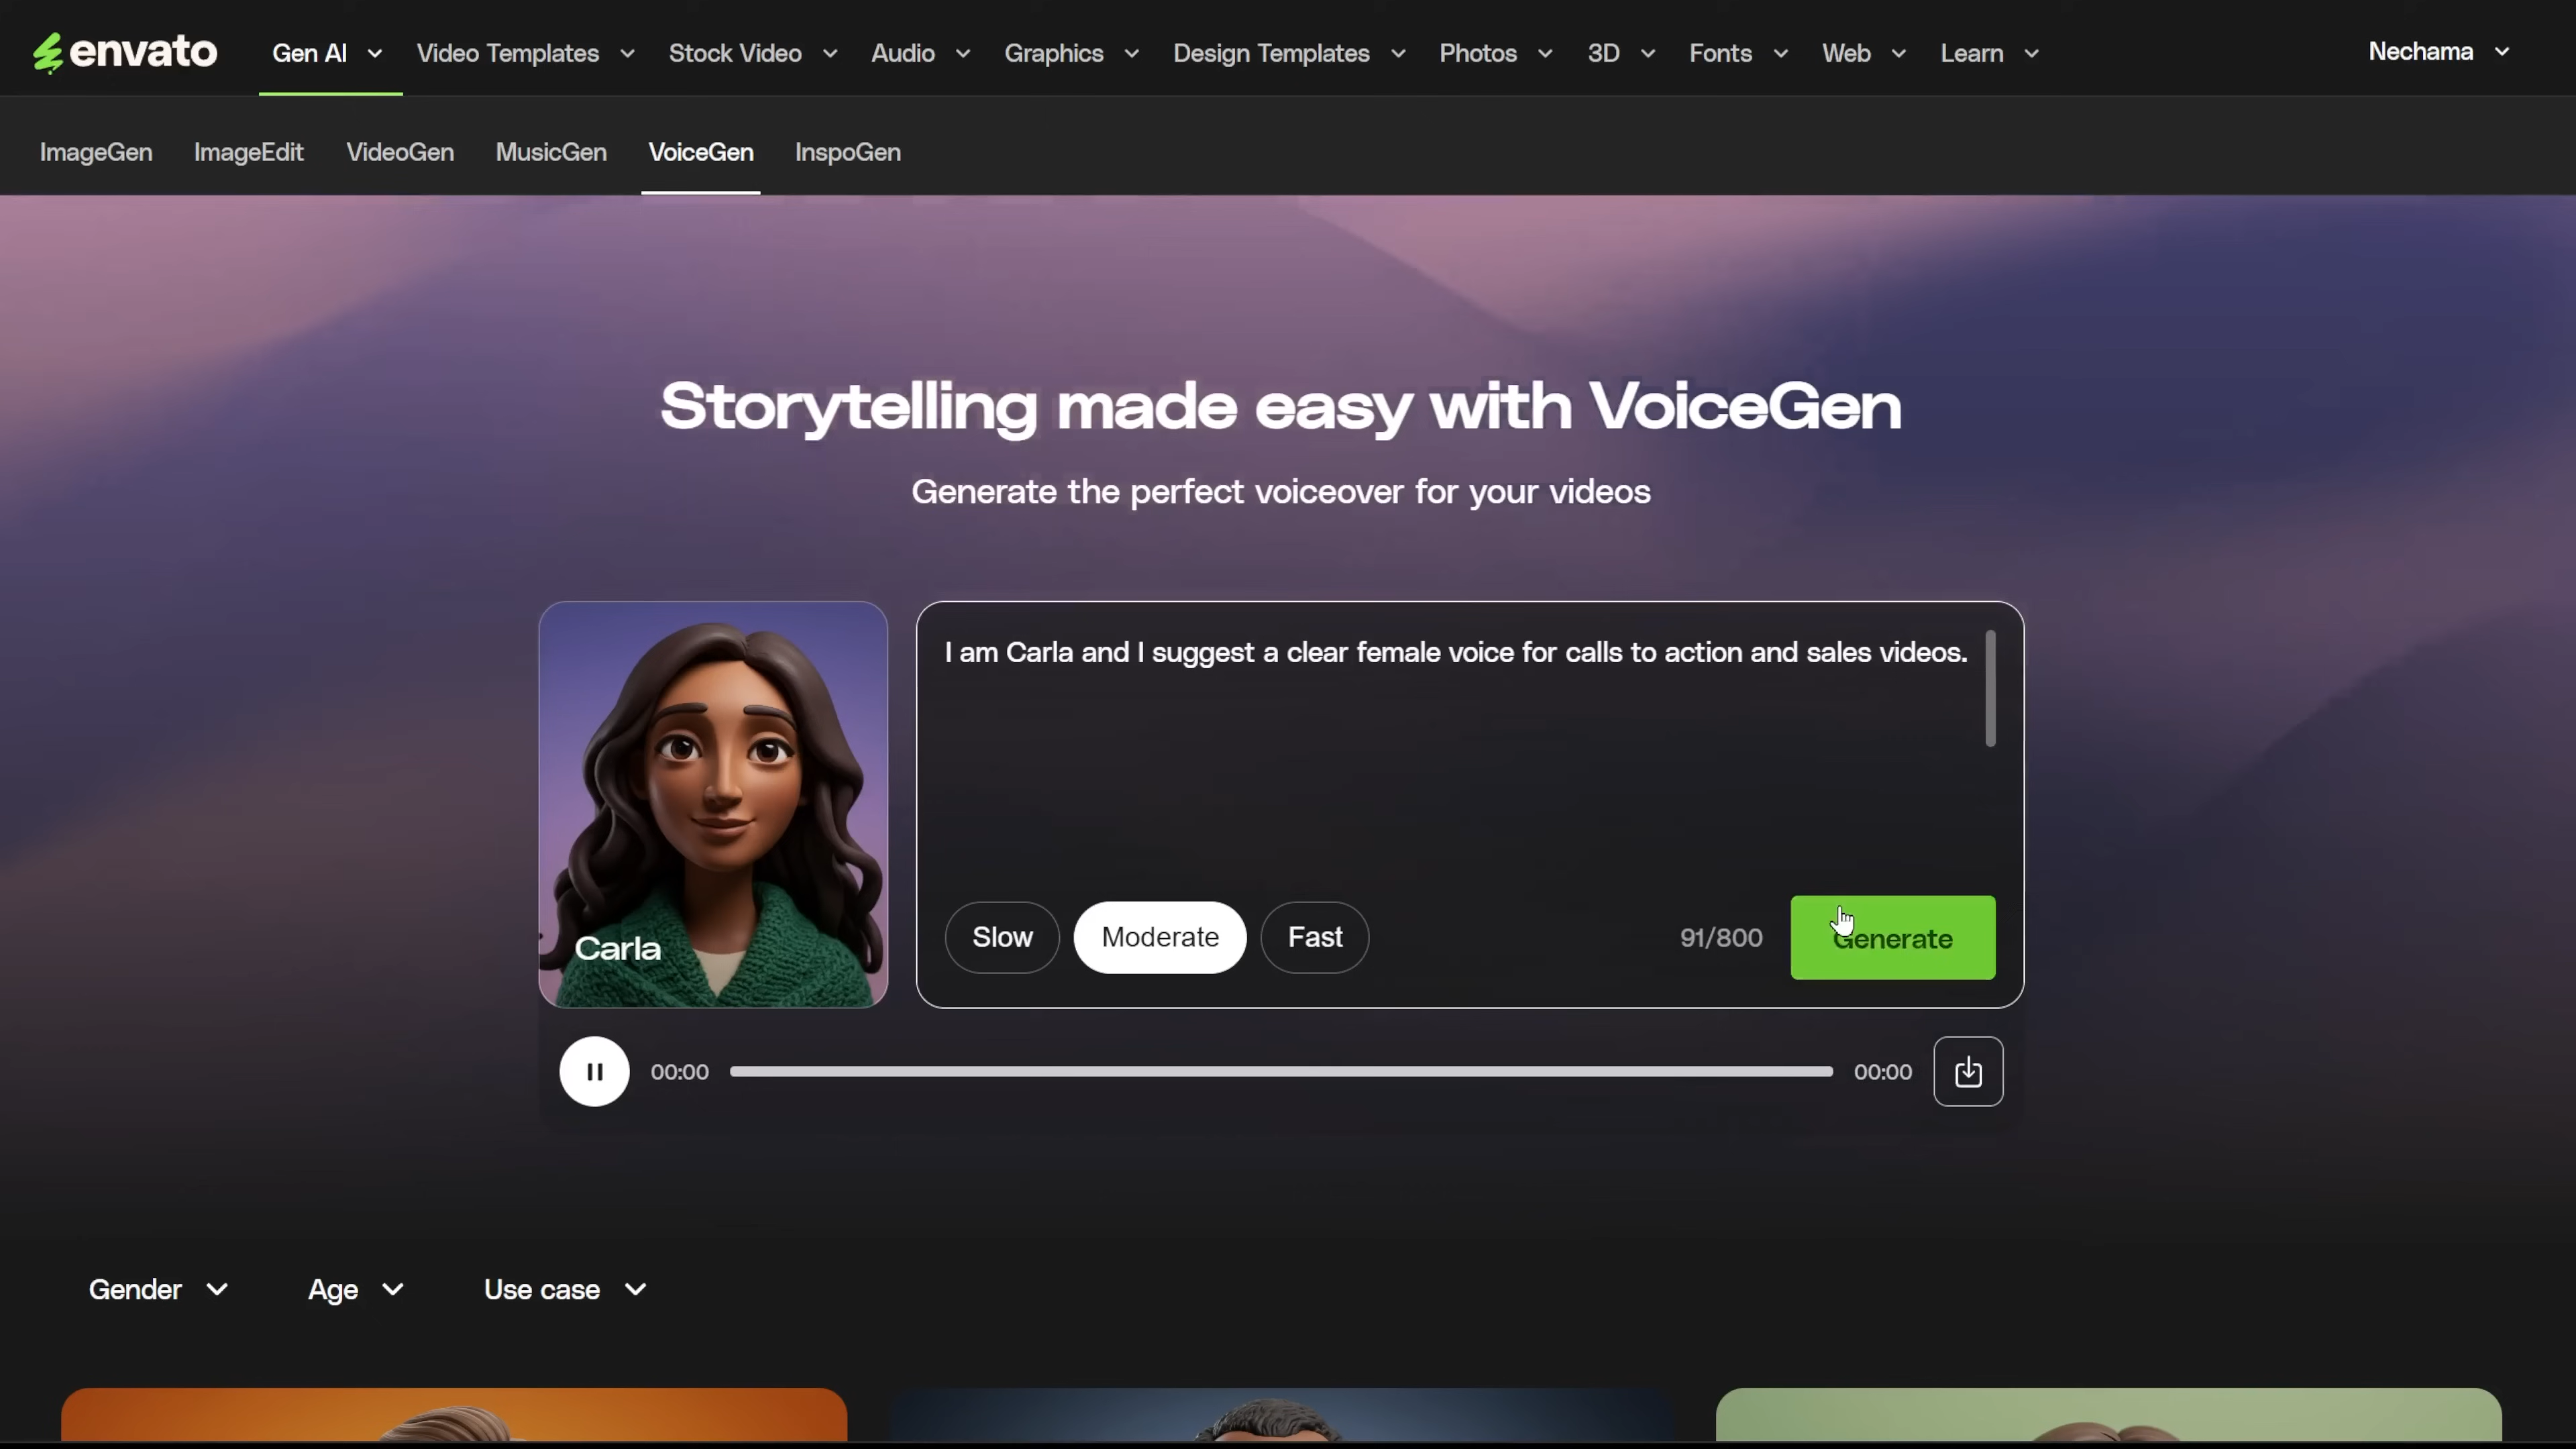 envato
Gen AI
Video Templates
Stock Video
Audio
Graphics
Design Templates
Photos
3D
Fonts
Web
Learn
Nechama
ImageGen
ImageEdit
VideoGen
MusicGen
VoiceGen
InspoGen
Storytelling made easy with VoiceGen
Generate the perfect voiceover for your videos
I am Carla and I suggest a clear female voice for calls to action and sales videos.
Carla
Slow
Moderate
Fast
91/800
Generate
00:00
00:00
Gender
Age
Use case